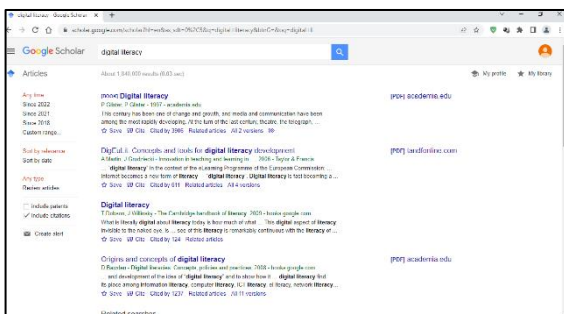 digital literacy - Google Scholar
scholar.google.com/scholar?hl=en&as_sdt=0%2C5&q=digital+literacy&btnG=&oq=digital+li
Google Scholar
digital literacy
Articles
About 1,840,000 results (0.03 sec)
My profile
My library
Any time
Since 2022
Since 2021
Since 2018
Custom range...
Sort by relevance
Sort by date
Any type
Review articles
include patents
include citations
Create alert
[BOOK] Digital literacy
P Gilster, P Glister - 1997 - academia.edu
This century has been one of change and growth, and media and communication have been
among the most rapidly developing. At the turn of the last century, theatre, the telegraph, ...
Save Cite Cited by 3906 Related articles All 2 versions
[PDF] academia.edu
DigEuLit: Concepts and tools for digital literacy development
A Martin, J Grudziecki - Innovation in teaching and learning in ..., 2006 - Taylor & Francis
... 'digital literacy' in the context of the eLearning Programme of the European Commission: ...
internet becomes a new form of literacy ... 'digital literacy'. Digital literacy is fast becoming a ...
Save Cite Cited by 611 Related articles All 4 versions
[PDF] tandfonline.com
Digital literacy
T Dobson, J Willinsky - The Cambridge handbook of literacy, 2009 - books.google.com
What is literally digital about literacy today is how much of what ... This digital aspect of literacy,
invisible to the naked eye, is ... see of this literacy is remarkably continuous with the literacy of ...
Save Cite Cited by 124 Related articles
Origins and concepts of digital literacy
D Bawden - Digital literacies: Concepts, policies and practices, 2008 - books.google.com
... and development of the idea of "digital literacy" and to show how it ... digital literacy find
its place among information literacy, computer literacy, ICT literacy, e-literacy, network literacy ...
Save Cite Cited by 1237 Related articles All 11 versions
[PDF] academia.edu
Related searches